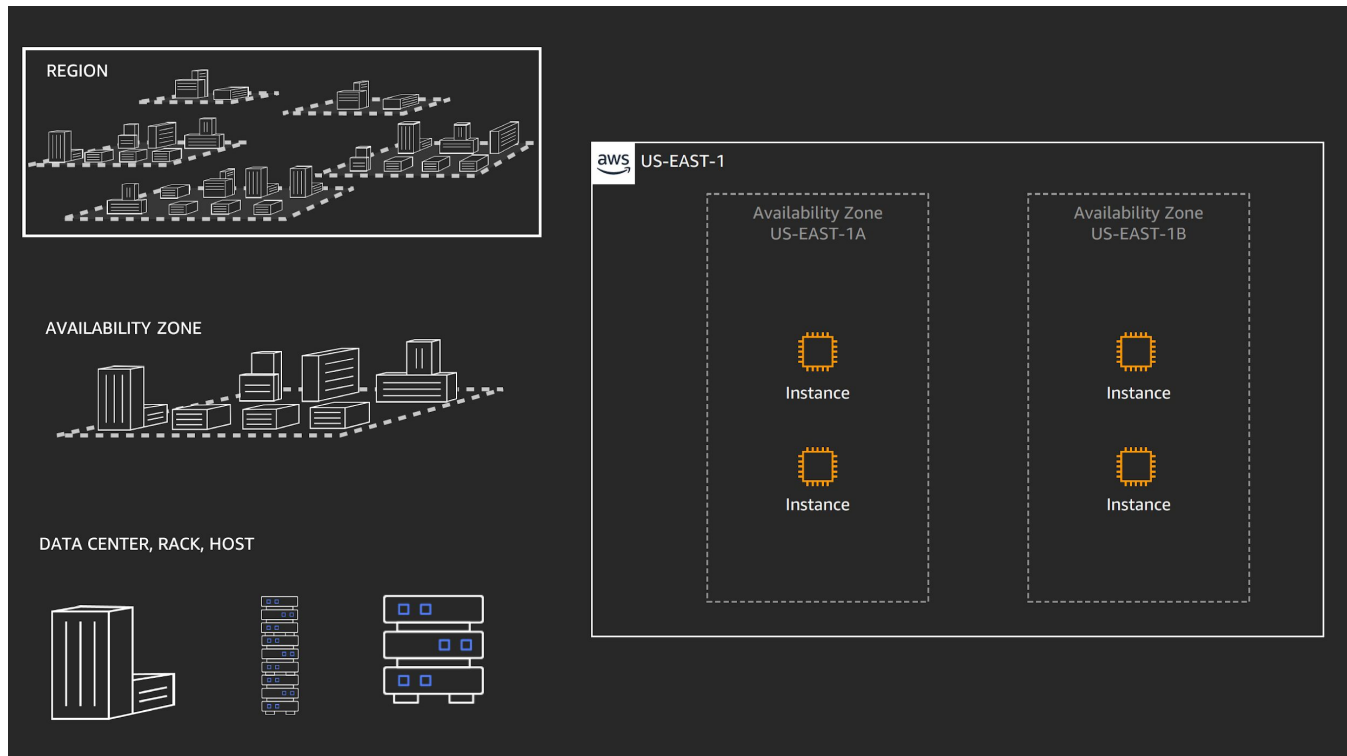 REGION
AVAILABILITY ZONE
DATA CENTER, RACK, HOST
aws US-EAST-1
Availability Zone
US-EAST-1A
Instance
Instance
Availability Zone
US-EAST-1B
Instance
Instance